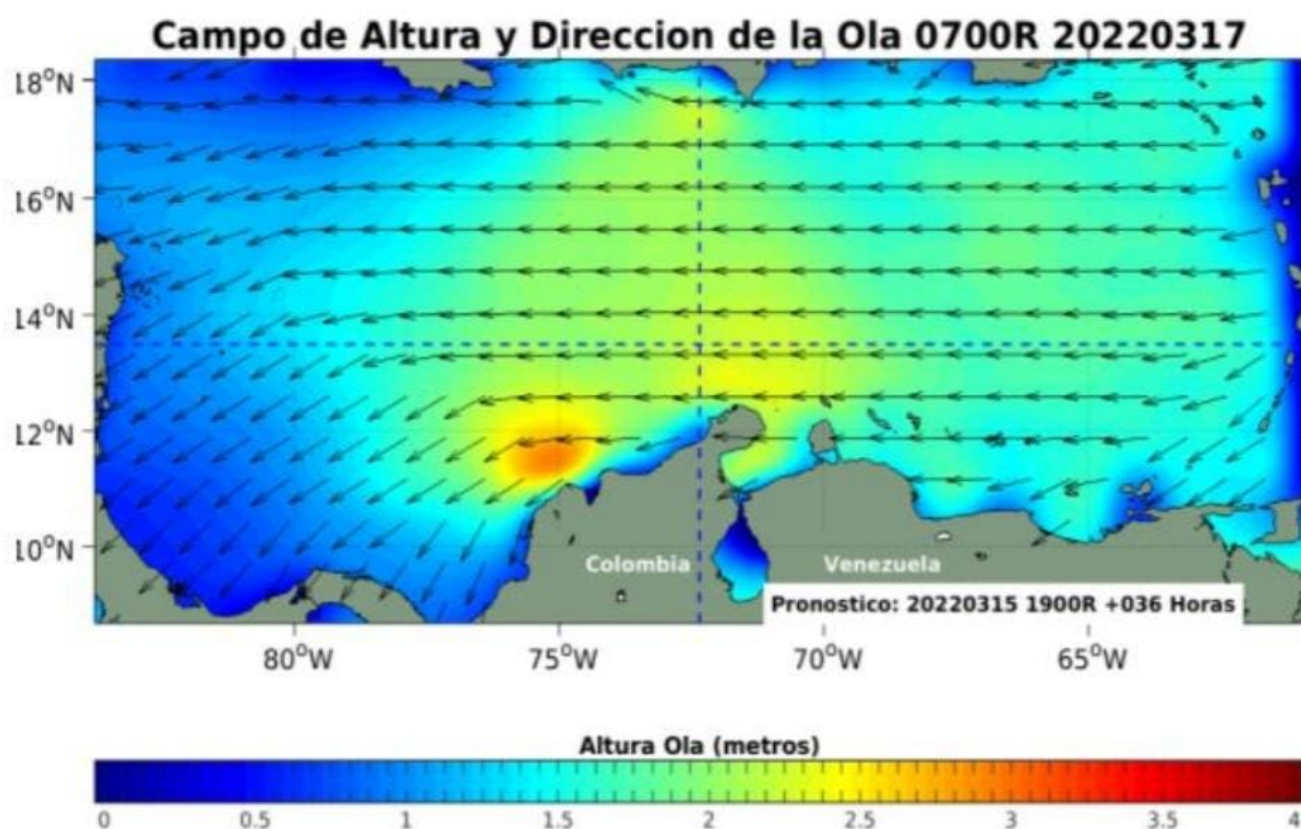 Campo de Altura y Direccion de la Ola 0700R 20220317
18°N
16°N
14°N
12°N
10°N
Colombia
Venezuela
Pronostico: 20220315 1900R +036 Horas
80°W 75°W 70°W 65°W
Altura Ola (metros)
0 0.5 1 1.5 2 2.5 3 3.5 4